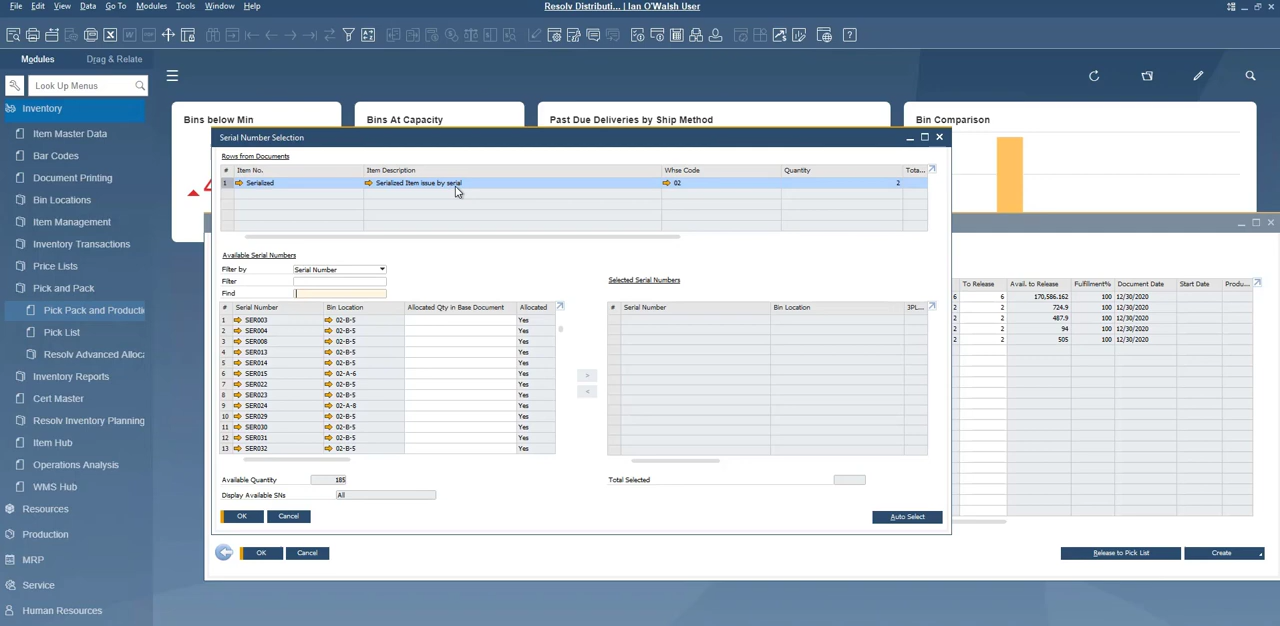 File Edit View Data Go To Modules Tools Window Help
Resolv Distributi... | Ian O'Walsh User
Modules Drag & Relate
Look Up Menus
Inventory
Item Master Data
Bar Codes
Document Printing
Bin Locations
Item Management
Inventory Transactions
Price Lists
Pick and Pack
Pick Pack and Producti
Pick List
Resolv Advanced Alloca
Inventory Reports
Cert Master
Resolv Inventory Planning
Item Hub
Operations Analysis
WMS Hub
Resources
Production
MRP
Service
Human Resources
Bins below Min
Bins At Capacity
Past Due Deliveries by Ship Method
Bin Comparison
Serial Number Selection
Rows from Documents
# Item No. Item Description Whse Code Quantity Tota...
1 Serialized Serialized Item issue by serial 02 2
Available Serial Numbers
Filter by Serial Number
Filter
Find
# Serial Number Bin Location Allocated Qty in Base Document Allocated
1 SER003 02-B-5 Yes
2 SER004 02-B-5 Yes
3 SER008 02-B-5 Yes
4 SER013 02-B-5 Yes
5 SER014 02-B-5 Yes
6 SER015 02-A-6 Yes
7 SER022 02-B-5 Yes
8 SER023 02-B-5 Yes
9 SER024 02-A-8 Yes
10 SER029 02-B-5 Yes
11 SER030 02-B-5 Yes
12 SER031 02-B-5 Yes
13 SER032 02-B-5 Yes
Available Quantity 185
Display Available SNs All
OK Cancel
> 
<
Selected Serial Numbers
# Serial Number Bin Location 3PL...
Total Selected
Auto Select
To Release Avail. to Release Fulfillment% Document Date Start Date Produ...
6 6 170,586.162 100 12/30/2020
2 2 724.9 100 12/30/2020
2 2 487.9 100 12/30/2020
2 2 94 100 12/30/2020
2 2 505 100 12/30/2020
OK Cancel
Release to Pick List Create